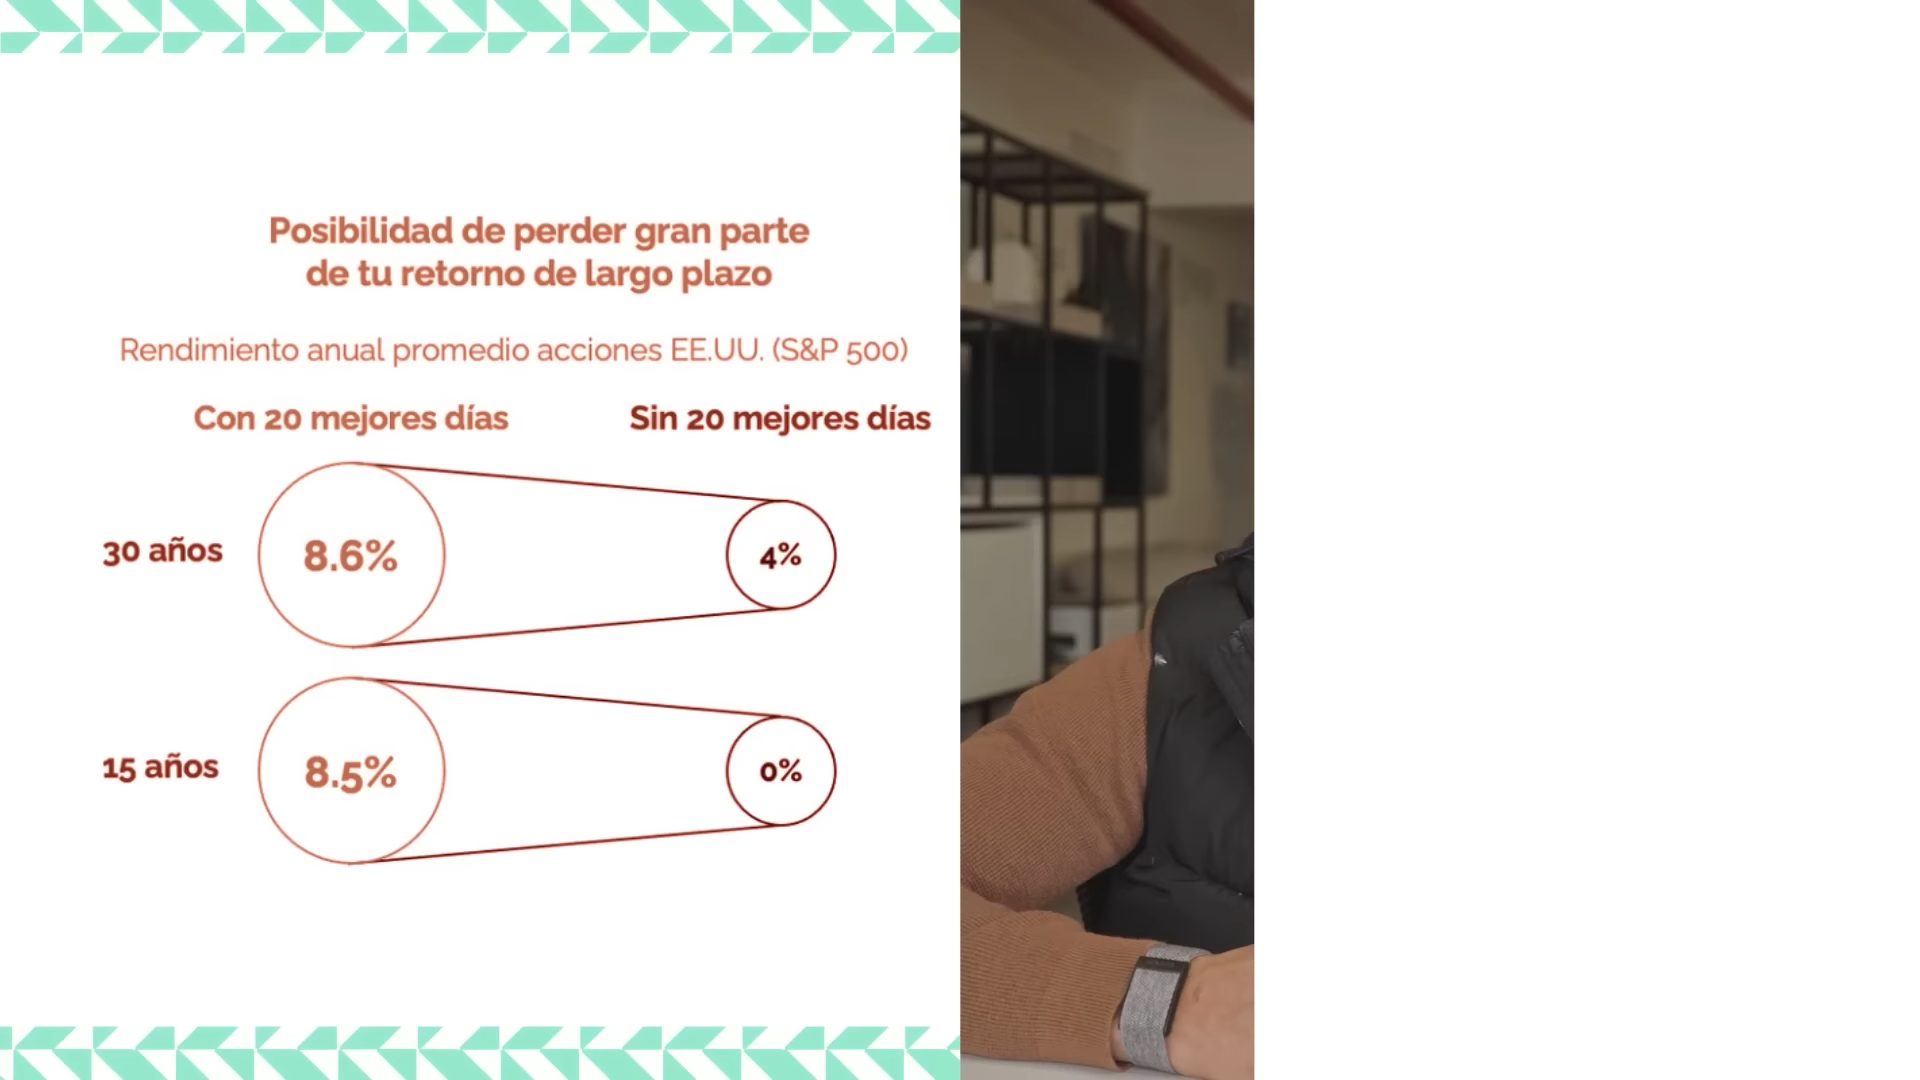 Posibilidad de perder gran parte
de tu retorno de largo plazo
Rendimiento anual promedio acciones EE.UU. (S&P 500)
Con 20 mejores días
Sin 20 mejores días
30 años
8.6%
4%
15 años
8.5%
0%